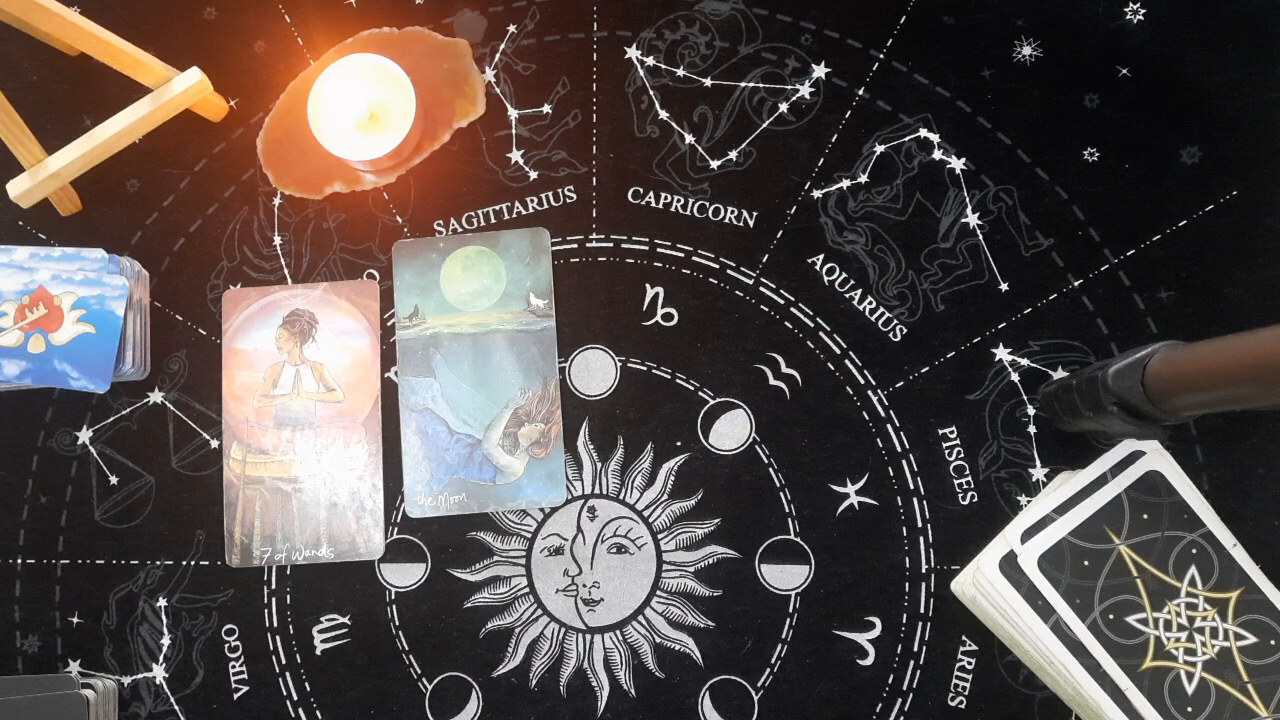 SAGITTARIUS
CAPRICORN
AQUARIUS
PISCES
ARIES
VIRGO
the Moon
7 of Wands